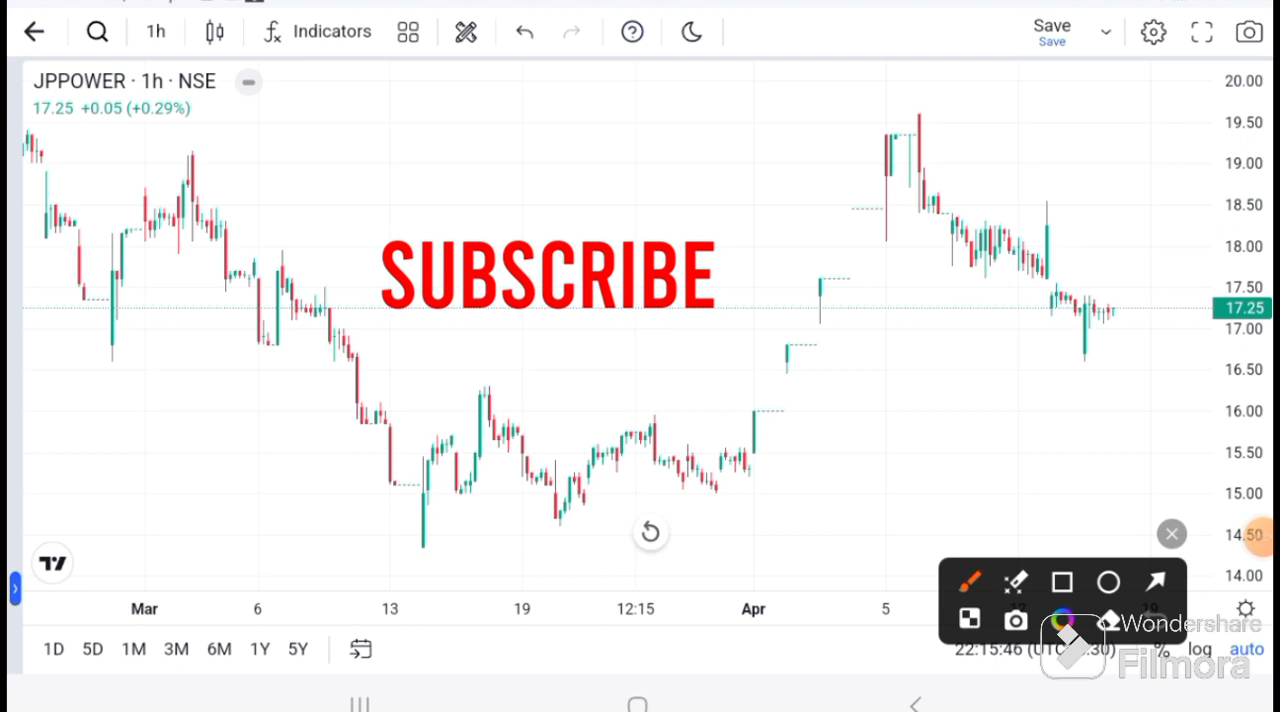 1h
Indicators
Save
Save
JPPOWER · 1h · NSE
17.25 +0.05 (+0.29%)
20.00
19.50
19.00
18.50
18.00
17.50
17.25
17.00
16.50
16.00
15.50
15.00
14.50
14.00
SUBSCRIBE
Mar 6 13 19 12:15 Apr 5
1D 5D 1M 3M 6M 1Y 5Y
22:15:46 % log auto
Wondershare
Filmora